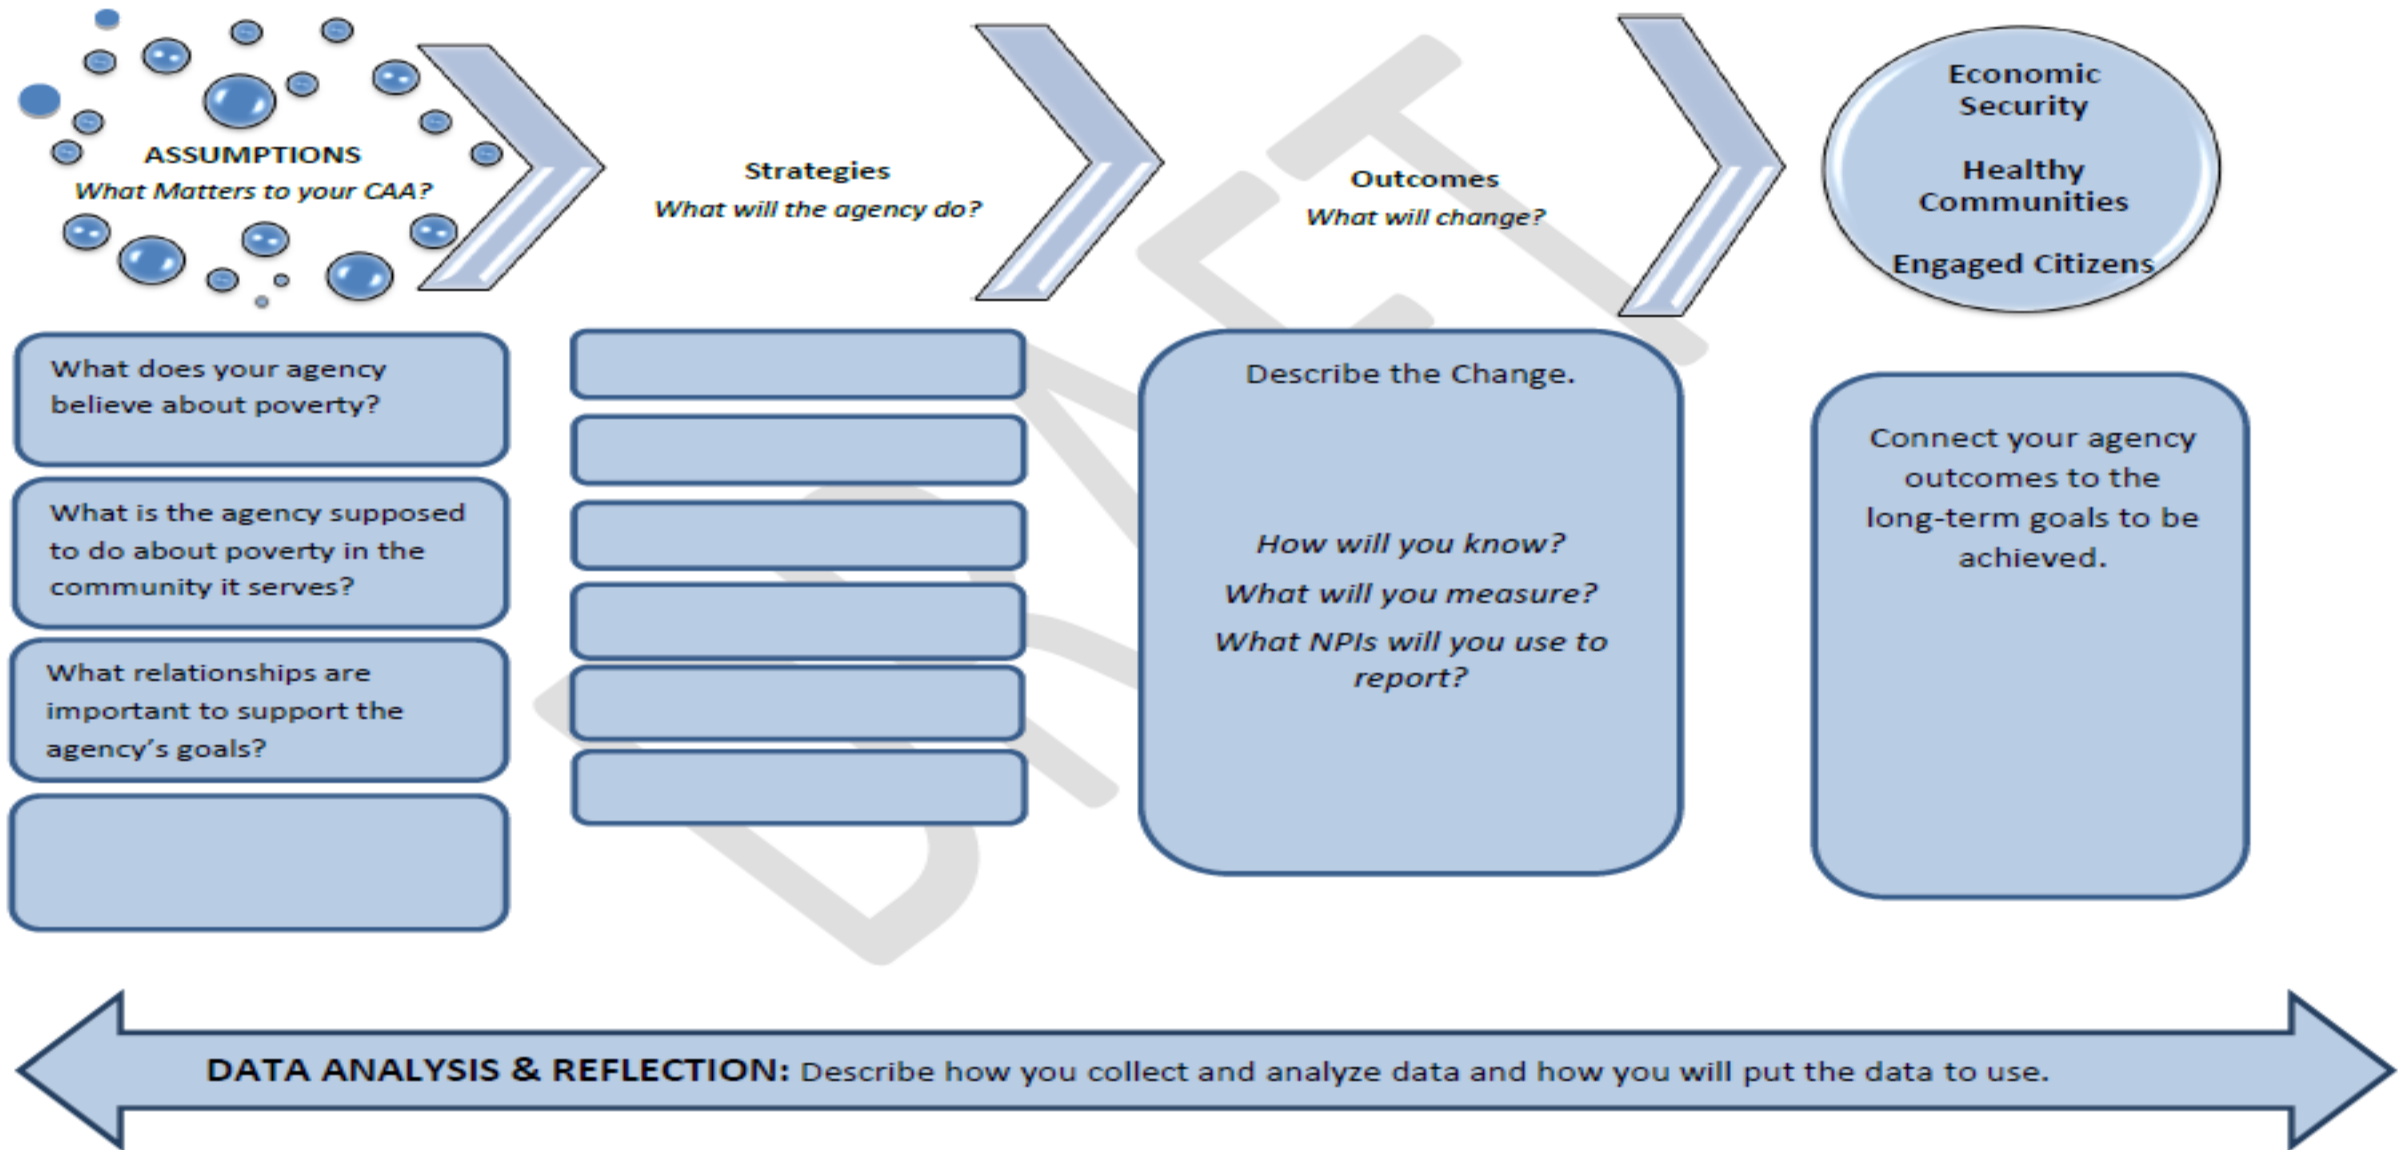 ASSUMPTIONS
What Matters to your CAA?
Strategies
What will the agency do?
Outcomes
What will change?
Economic
Security
Healthy
Communities
Engaged Citizens
What does your agency
believe about poverty?
What is the agency supposed
to do about poverty in the
community it serves?
What relationships are
important to support the
agency’s goals?
Describe the Change.
How will you know?
What will you measure?
What NPIs will you use to
report?
Connect your agency
outcomes to the
long-term goals to be
achieved.
DRAFT
DATA ANALYSIS & REFLECTION: Describe how you collect and analyze data and how you will put the data to use.